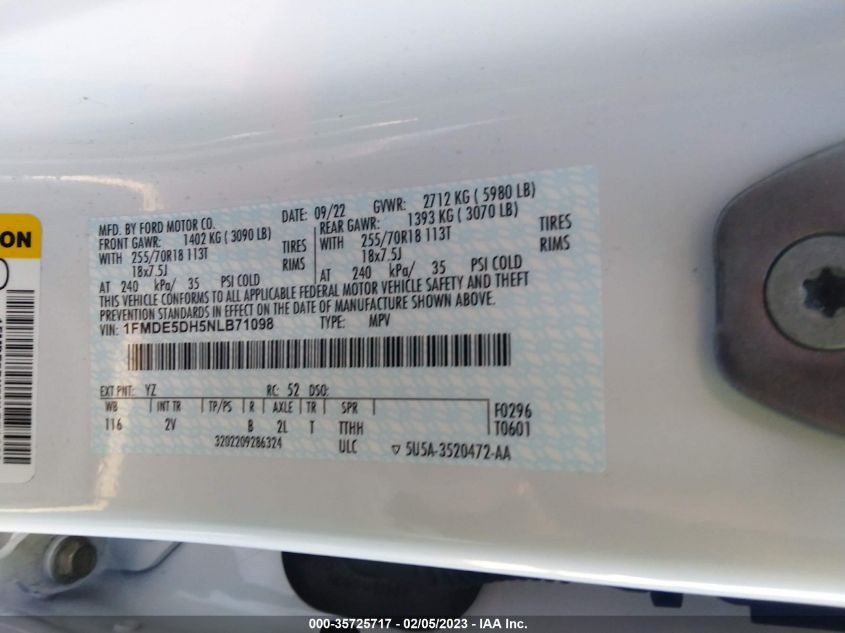 ION
MFD. BY FORD MOTOR CO. DATE: 09/22 GVWR: 2712 KG ( 5980 LB)
FRONT GAWR: 1402 KG ( 3090 LB) REAR GAWR: 1393 KG ( 3070 LB)
WITH 255/70R18 113T TIRES WITH 255/70R18 113T TIRES
18x7.5J RIMS 18x7.5J RIMS
AT 240 kPa/ 35 PSI COLD AT 240 kPa/ 35 PSI COLD
THIS VEHICLE CONFORMS TO ALL APPLICABLE FEDERAL MOTOR VEHICLE SAFETY AND THEFT
PREVENTION STANDARDS IN EFFECT ON THE DATE OF MANUFACTURE SHOWN ABOVE.
VIN: 1FMDE5DH5NLB71098 TYPE: MPV
EXT PNT: YZ RC: 52 DSO:
WB INT TR TP/PS R AXLE TR SPR F0296
116 2V B 2L T TTHH T0601
3202209286324 ULC ▽ 5U5A-3520472-AA
000-35725717 - 02/05/2023 - IAA Inc.